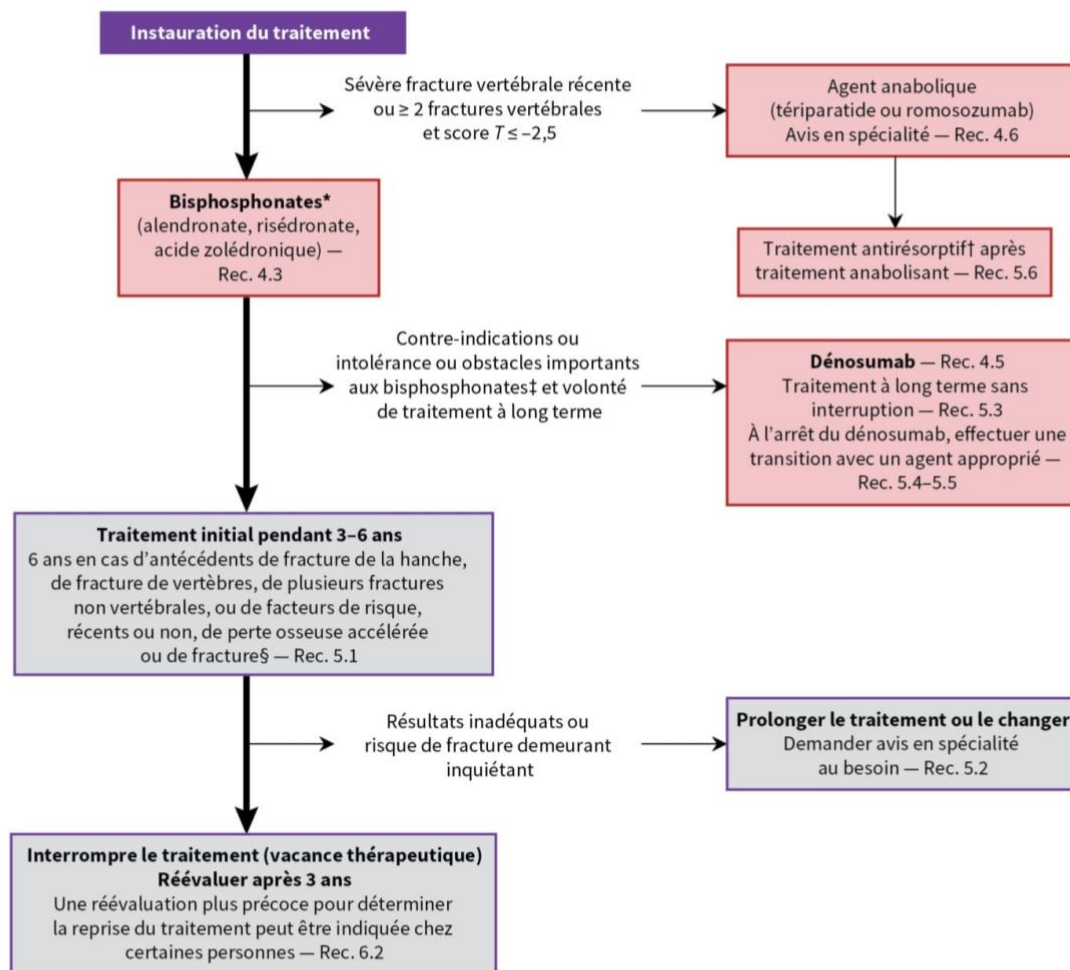 Instauration du traitement
Sévère fracture vertébrale récente
ou ≥ 2 fractures vertébrales
et score T ≤ –2,5
Agent anabolique
(tériparatide ou romosozumab)
Avis en spécialité — Rec. 4.6
Bisphosphonates*
(alendronate, risédronate,
acide zolédronique) —
Rec. 4.3
Traitement antirésorptif† après
traitement anabolisant — Rec. 5.6
Contre-indications ou
intolérance ou obstacles importants
aux bisphosphonates‡ et volonté
de traitement à long terme
Dénosumab — Rec. 4.5
Traitement à long terme sans
interruption — Rec. 5.3
À l’arrêt du dénosumab, effectuer une
transition avec un agent approprié —
Rec. 5.4–5.5
Traitement initial pendant 3–6 ans
6 ans en cas d’antécédents de fracture de la hanche,
de fracture de vertèbres, de plusieurs fractures
non vertébrales, ou de facteurs de risque,
récents ou non, de perte osseuse accélérée
ou de fracture§ — Rec. 5.1
Résultats inadéquats ou
risque de fracture demeurant
inquiétant
Prolonger le traitement ou le changer
Demander avis en spécialité
au besoin — Rec. 5.2
Interrompre le traitement (vacance thérapeutique)
Réévaluer après 3 ans
Une réévaluation plus précoce pour déterminer
la reprise du traitement peut être indiquée chez
certaines personnes — Rec. 6.2